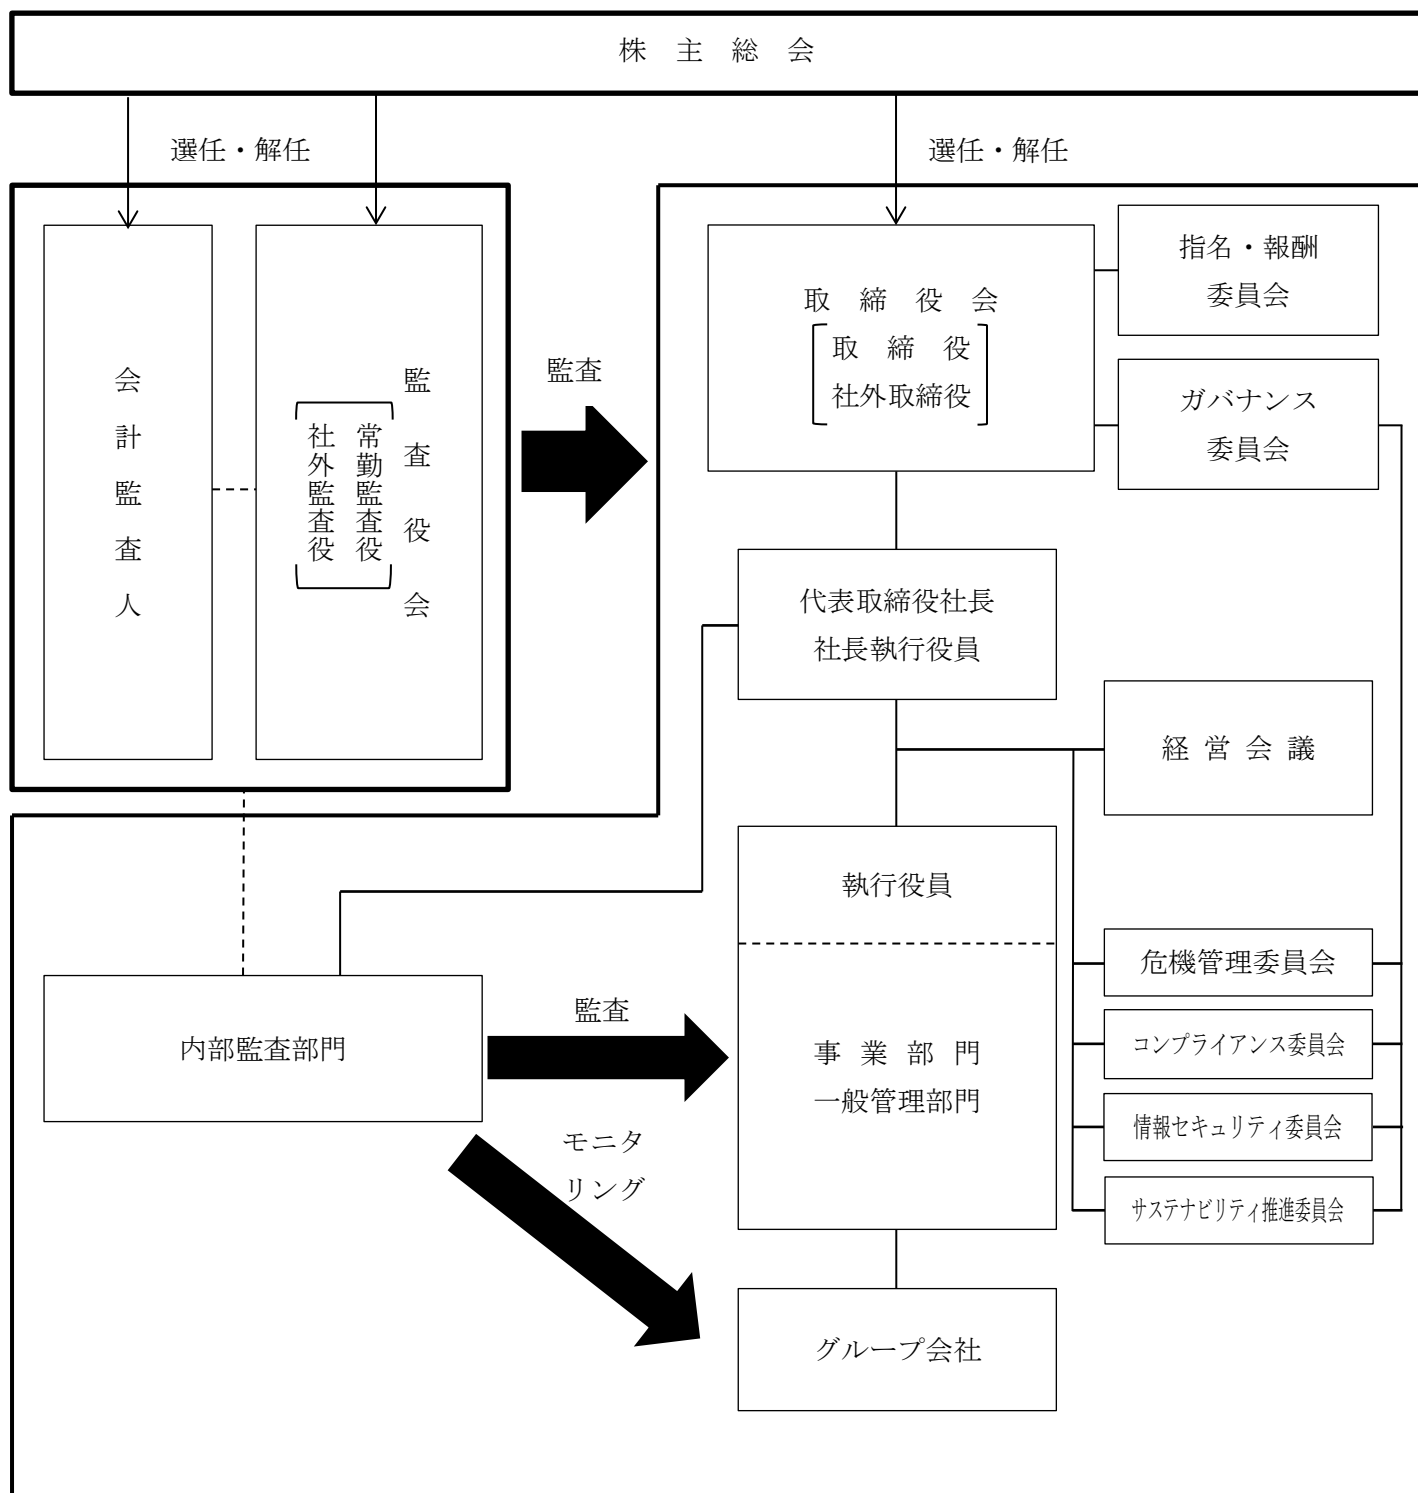 株 主 総 会
選任・解任
選任・解任
会計監査人
監査役会
常勤監査役
社外監査役
監査
取 締 役 会
取 締 役
社外取締役
指名・報酬
委員会
ガバナンス
委員会
代表取締役社長
社長執行役員
経 営 会 議
執行役員
事 業 部 門
一般管理部門
危機管理委員会
コンプライアンス委員会
情報セキュリティ委員会
サステナビリティ推進委員会
内部監査部門
監査
モニタ
リング
グループ会社